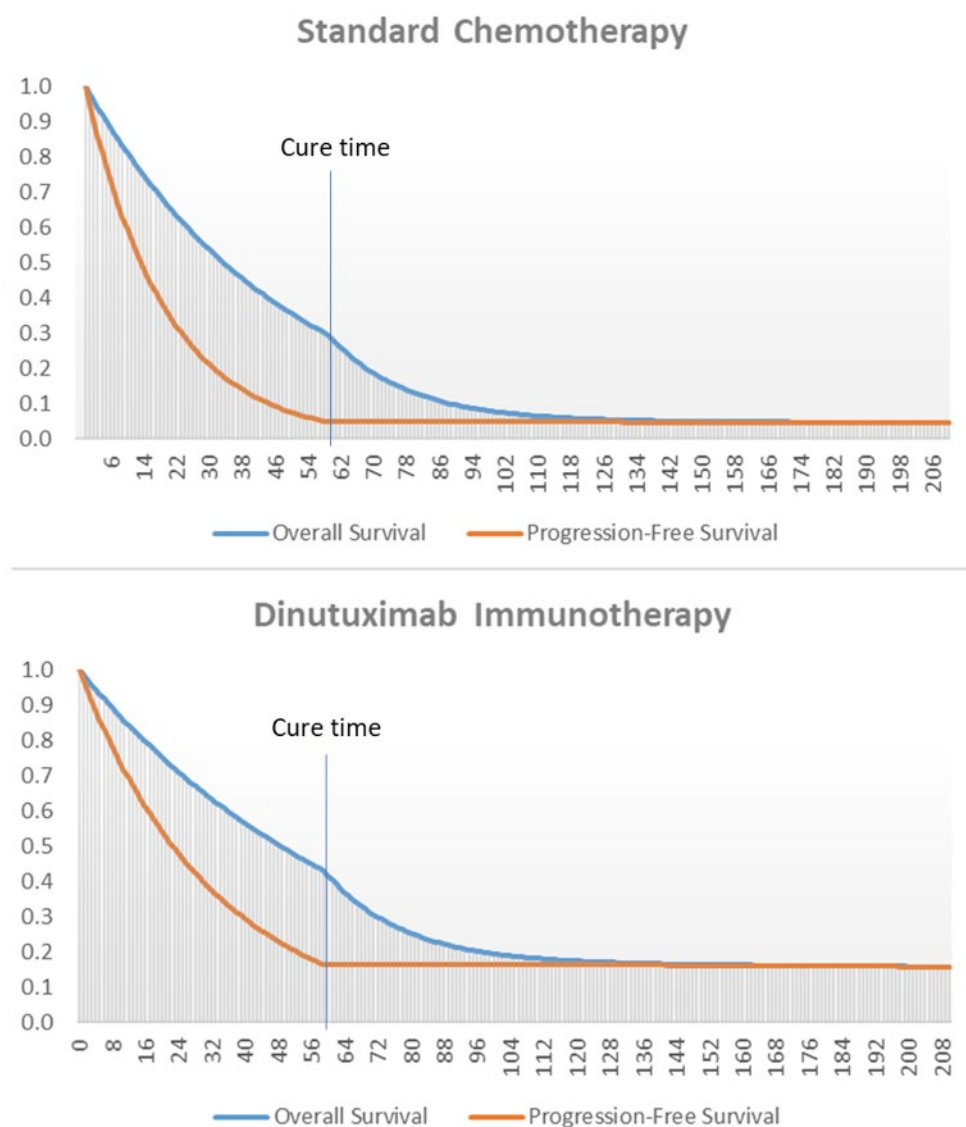 Standard Chemotherapy
1.0
0.9
0.8
0.7
0.6
0.5
0.4
0.3
0.2
0.1
0.0
Cure time
6 14 22 30 38 46 54 62 70 78 86 94 102 110 118 126 134 142 150 158 166 174 182 190 198 206
Overall Survival Progression-Free Survival
Dinutuximab Immunotherapy
1.0
0.9
0.8
0.7
0.6
0.5
0.4
0.3
0.2
0.1
0.0
Cure time
0 8 16 24 32 40 48 56 64 72 80 88 96 104 112 120 128 136 144 152 160 168 176 184 192 200 208
Overall Survival Progression-Free Survival